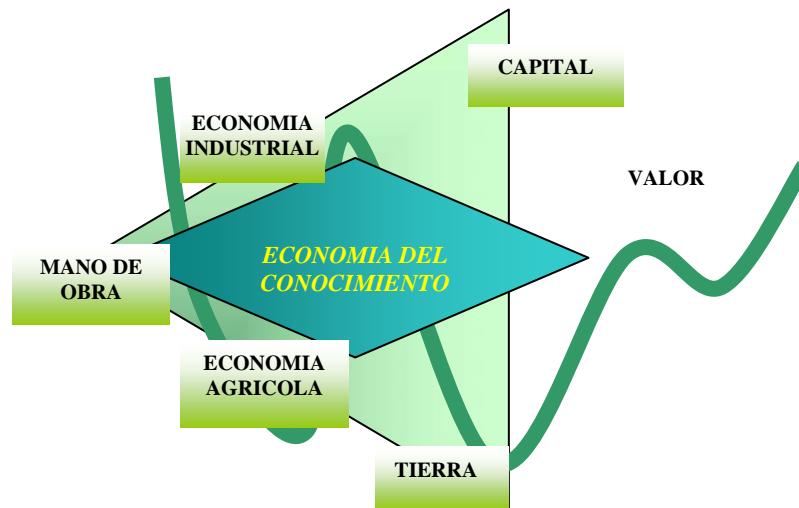 CAPITAL
ECONOMIA
INDUSTRIAL
VALOR
ECONOMIA DEL
CONOCIMIENTO
MANO DE
OBRA
ECONOMIA
AGRICOLA
TIERRA